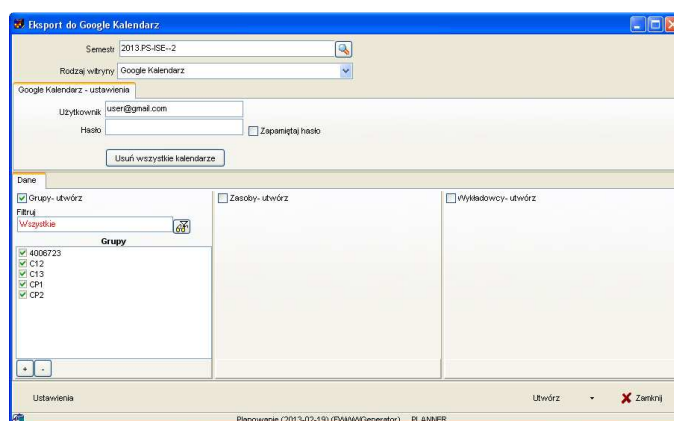 Eksport do Google Kalendarz
Semestr 2013.PS-ISE--2
Rodzaj witryny Google Kalendarz
Google Kalendarz - ustawienia
Użytkownik user@gmail.com
Hasło Zapamiętaj hasło
Usuń wszystkie kalendarze
Dane
Grupy- utwórz Zasoby- utwórz Wykładowcy- utwórz
Filtruj
Wszystkie
Grupy
4006723
C12
C13
CP1
CP2
+ -
Ustawienia Utwórz Zamknij
Planowanie (2013-02-19) (FWWWGenerator) PLANNER